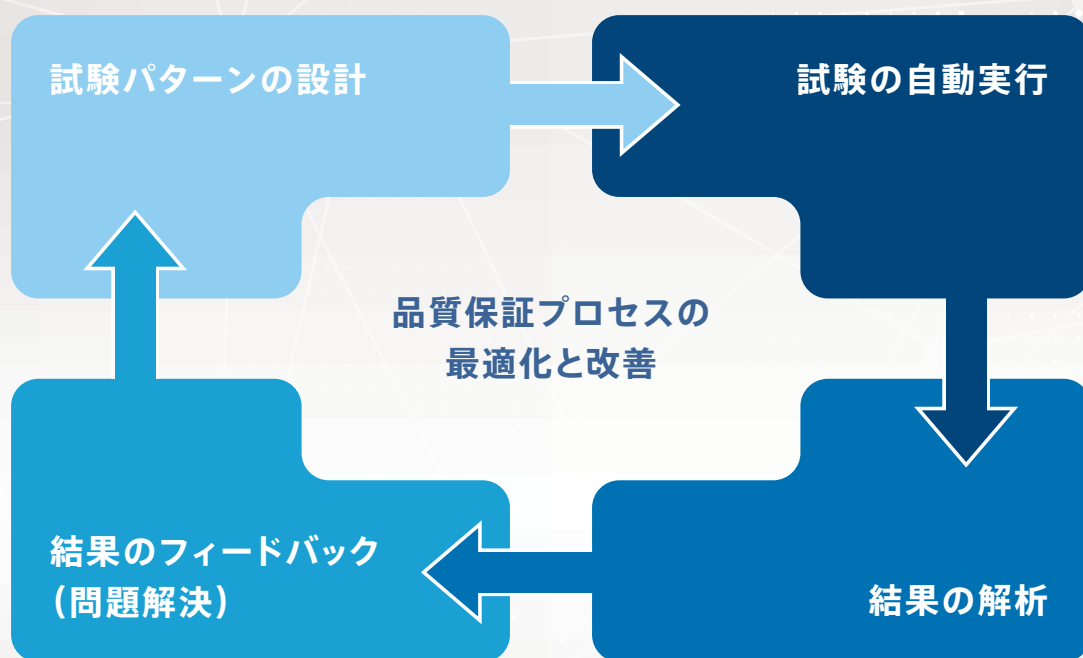 試験パターンの設計
試験の自動実行
品質保証プロセスの
最適化と改善
結果のフィードバック
(問題解決)
結果の解析